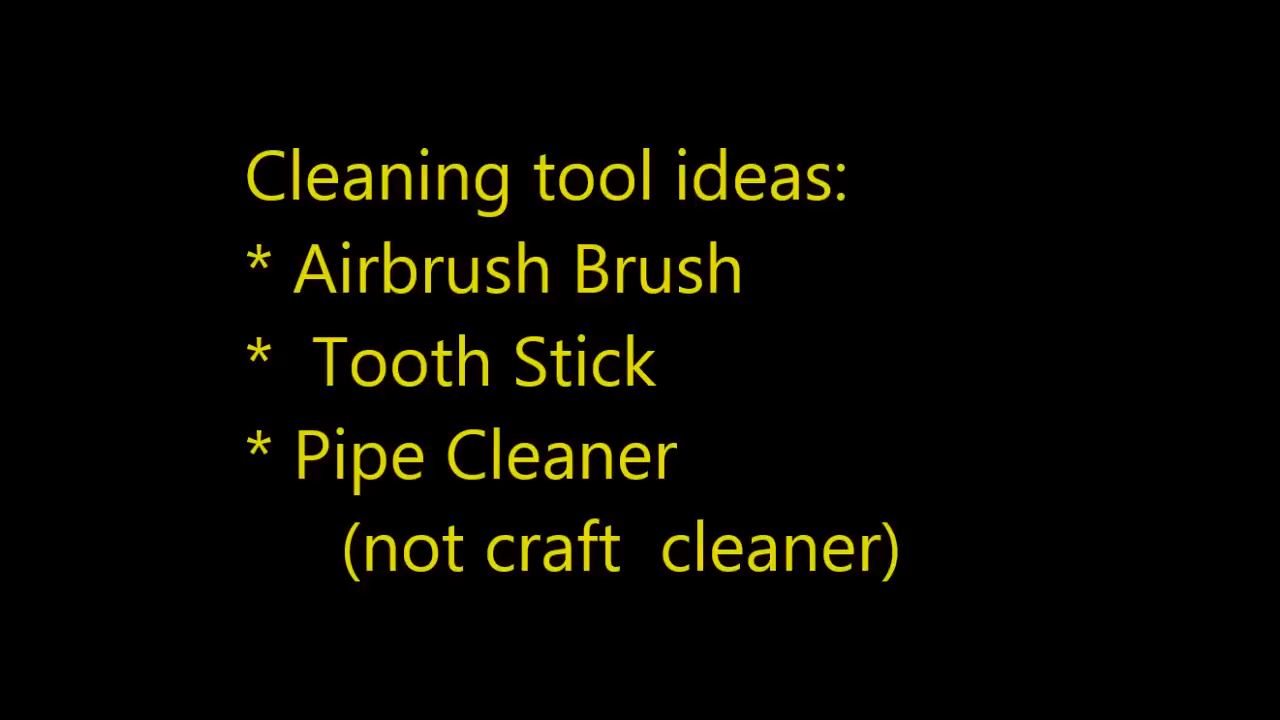 Cleaning tool ideas:
* Airbrush Brush
*  Tooth Stick
* Pipe Cleaner
(not craft  cleaner)